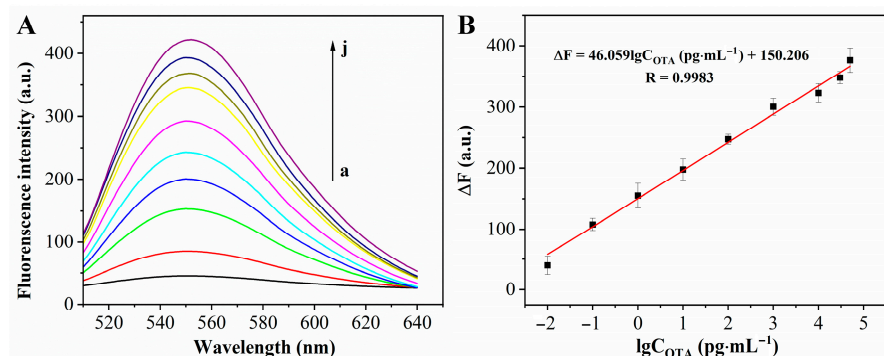 A
Fluorescence intensity (a.u.)
400
300
200
100
0
j
a
520 540 560 580 600 620 640
Wavelength (nm)
B
ΔF (a.u.)
400
300
200
100
0
ΔF = 46.059lgC_OTA (pg·mL⁻¹) + 150.206
R = 0.9983
−2 −1 0 1 2 3 4 5
lgC_OTA (pg·mL⁻¹)